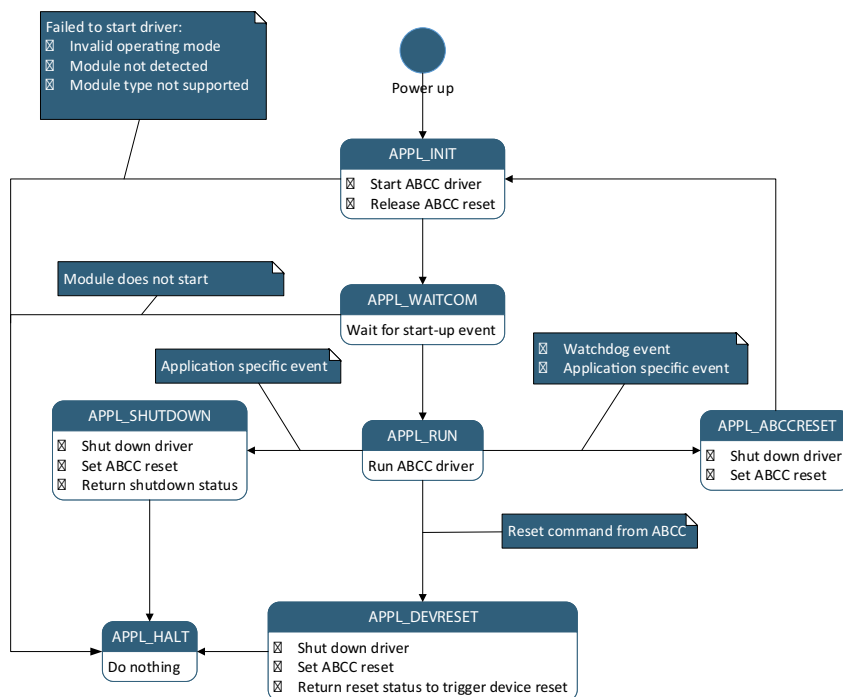 Failed to start driver:
Invalid operating mode
Module not detected
Module type not supported
Power up
APPL_INIT
Start ABCC driver
Release ABCC reset
Module does not start
APPL_WAITCOM
Wait for start-up event
Application specific event
Watchdog event
Application specific event
APPL_SHUTDOWN
Shut down driver
Set ABCC reset
Return shutdown status
APPL_RUN
Run ABCC driver
APPL_ABCCRESET
Shut down driver
Set ABCC reset
Reset command from ABCC
APPL_HALT
Do nothing
APPL_DEVRESET
Shut down driver
Set ABCC reset
Return reset status to trigger device reset